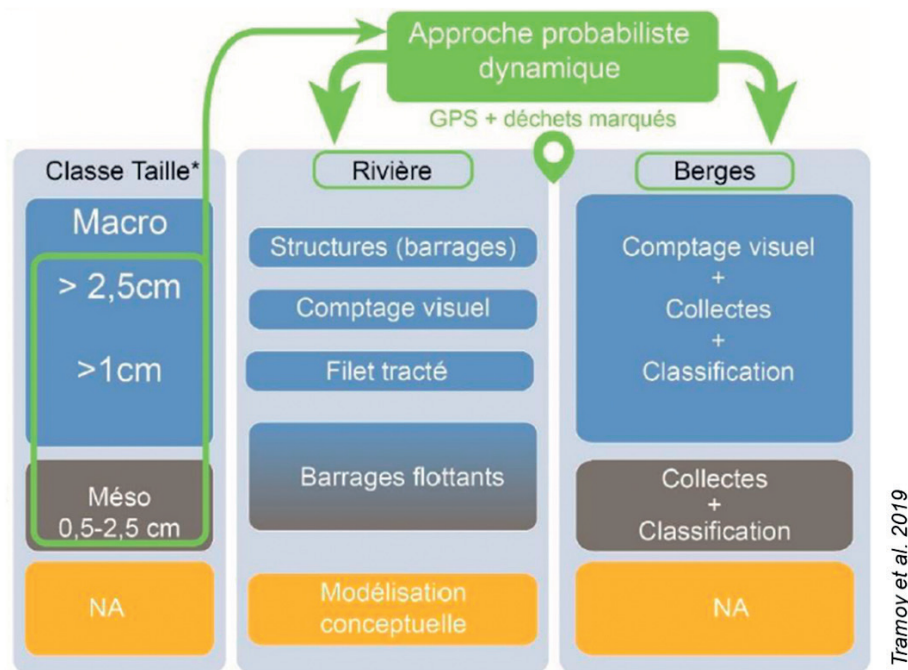 Approche probabiliste
dynamique
GPS + déchets marqués
Classe Taille*
Macro
> 2,5cm
>1cm
Méso
0,5-2,5 cm
NA
Rivière
Structures (barrages)
Comptage visuel
Filet tracté
Barrages flottants
Modélisation
conceptuelle
Berges
Comptage visuel
+
Collectes
+
Classification
Collectes
+
Classification
NA
Tramoy et al. 2019